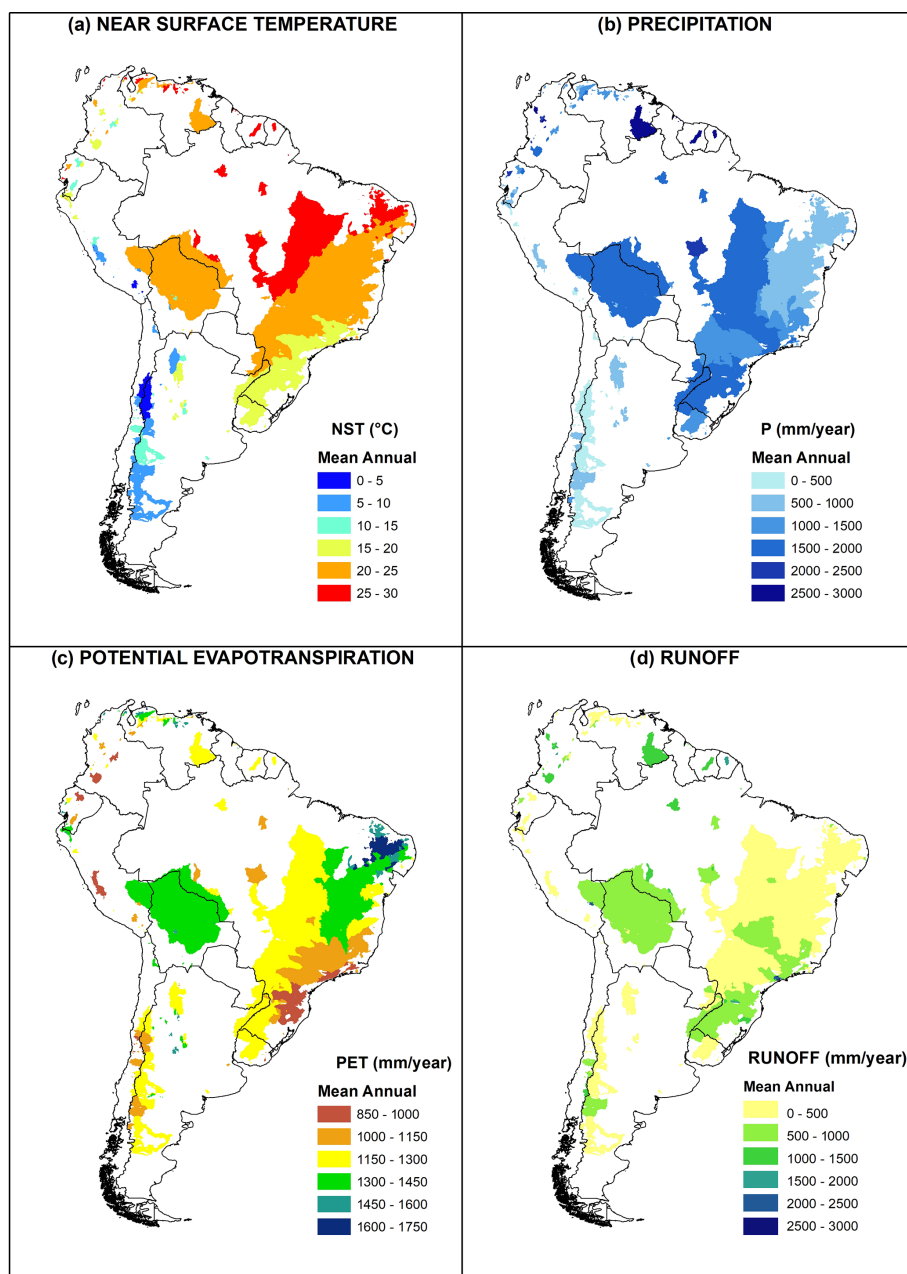 (a) NEAR SURFACE TEMPERATURE
NST (°C)
Mean Annual
0 - 5
5 - 10
10 - 15
15 - 20
20 - 25
25 - 30
(b) PRECIPITATION
P (mm/year)
Mean Annual
0 - 500
500 - 1000
1000 - 1500
1500 - 2000
2000 - 2500
2500 - 3000
(c) POTENTIAL EVAPOTRANSPIRATION
PET (mm/year)
Mean Annual
850 - 1000
1000 - 1150
1150 - 1300
1300 - 1450
1450 - 1600
1600 - 1750
(d) RUNOFF
RUNOFF (mm/year)
Mean Annual
0 - 500
500 - 1000
1000 - 1500
1500 - 2000
2000 - 2500
2500 - 3000